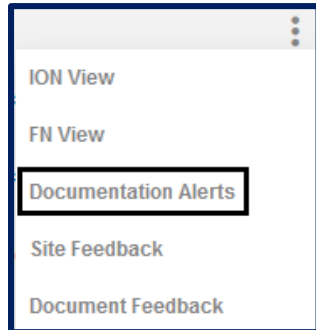 ION View
FN View
Documentation Alerts
Site Feedback
Document Feedback